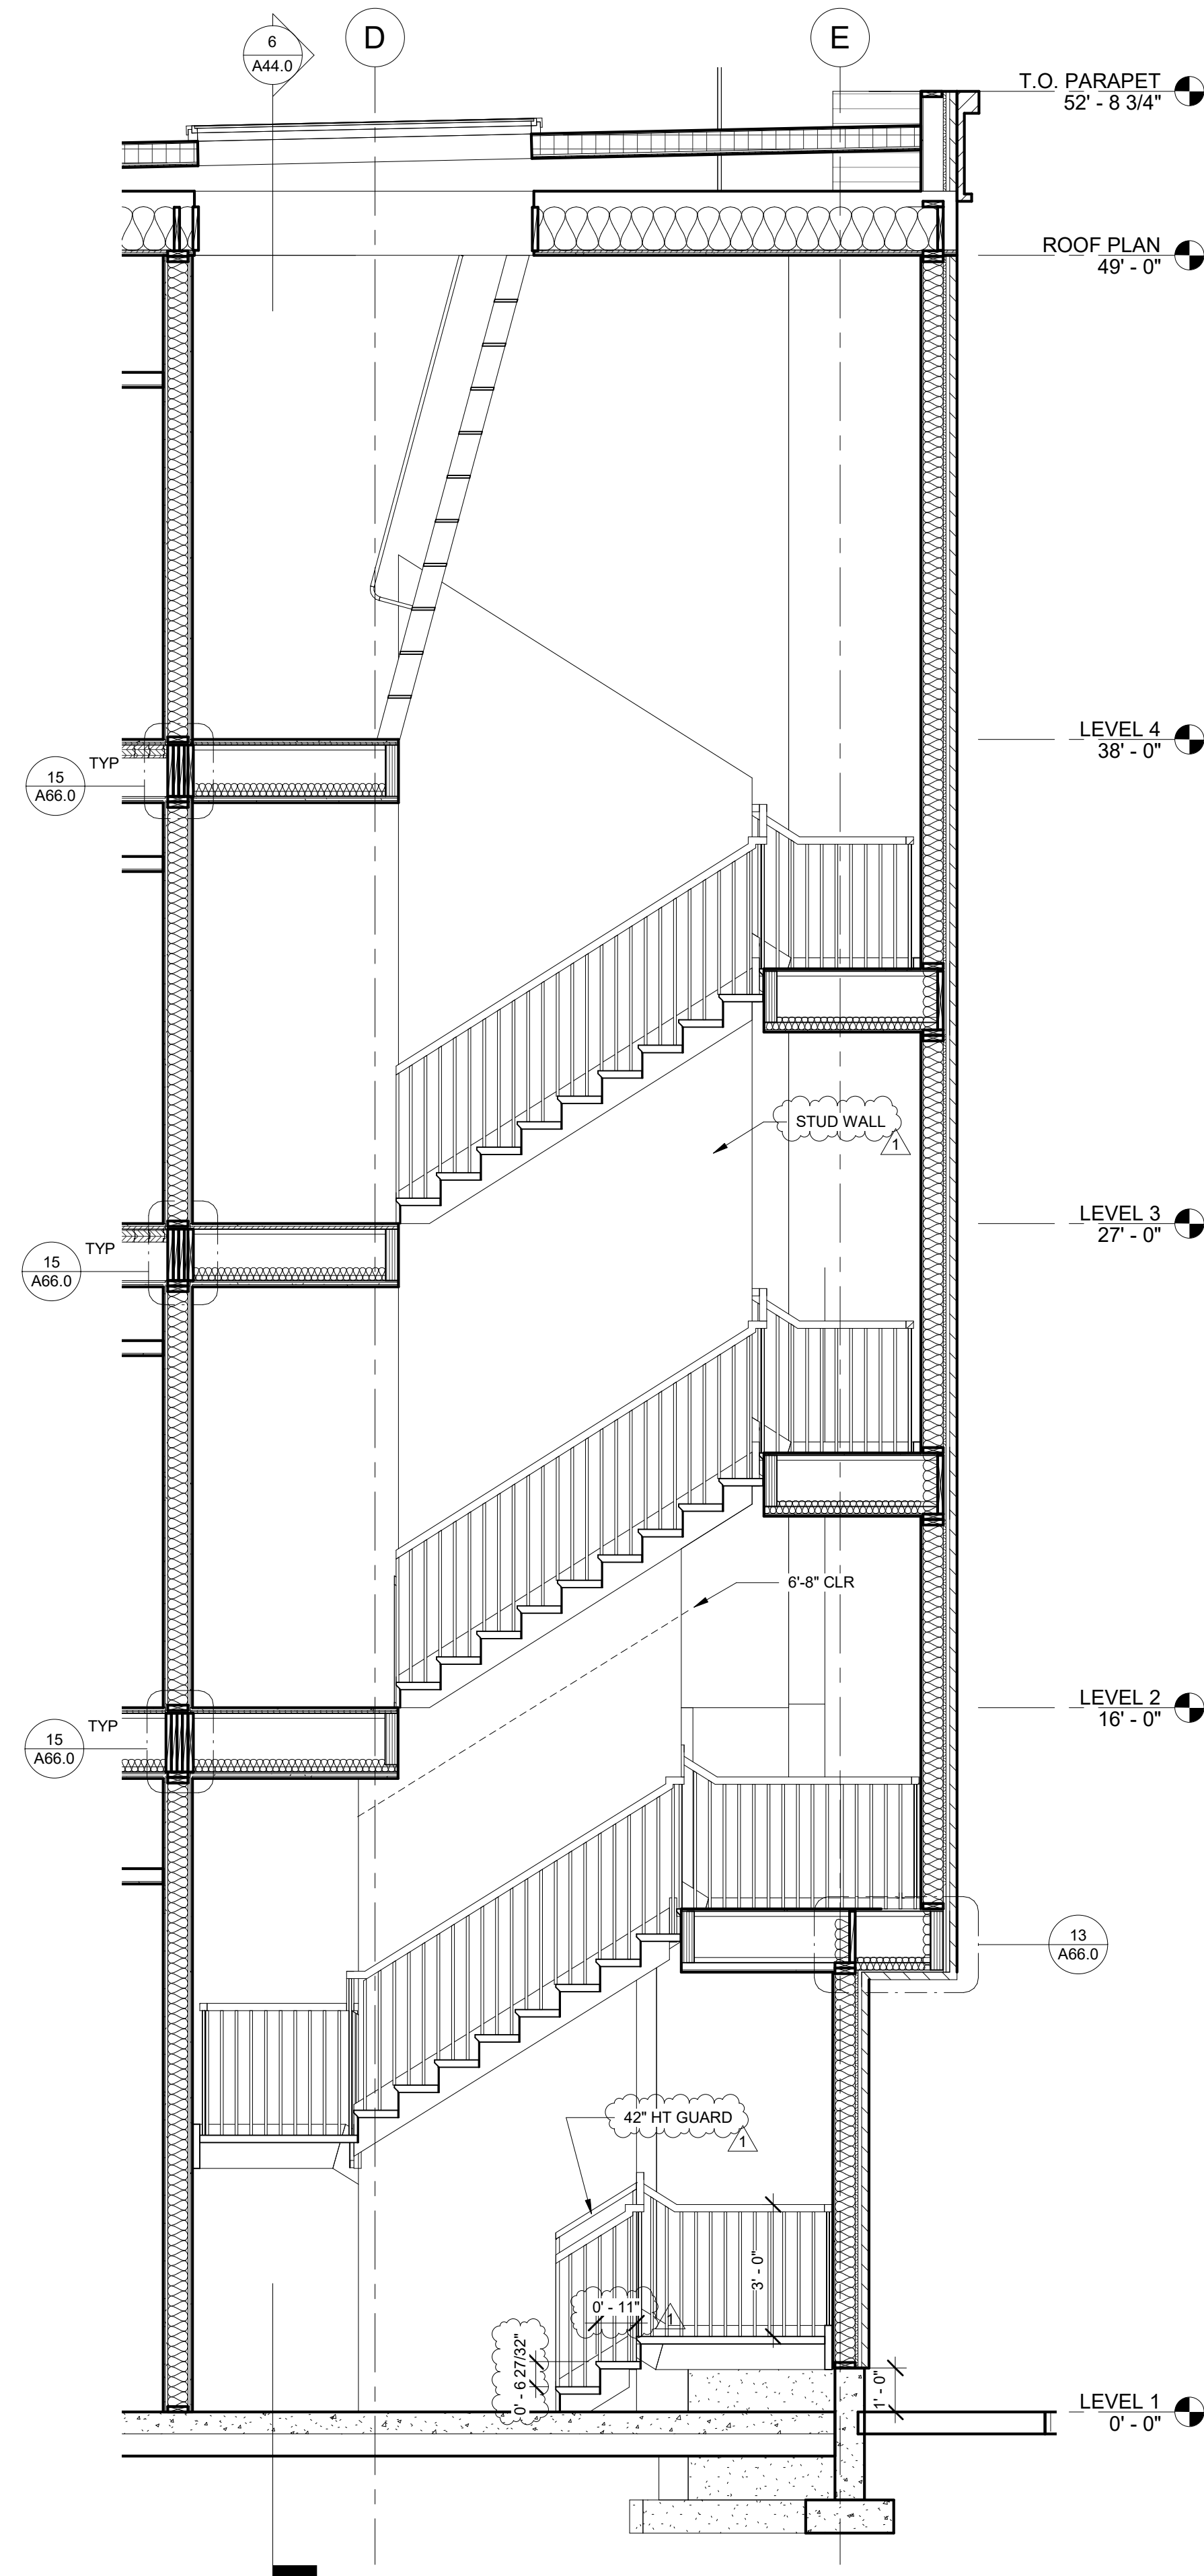 6
A44.0
D
E
T.O. PARAPET
52' - 8 3/4"
ROOF PLAN
49' - 0"
LEVEL 4
38' - 0"
TYP
15
A66.0
STUD WALL
1
LEVEL 3
27' - 0"
TYP
15
A66.0
6'-8" CLR
LEVEL 2
16' - 0"
TYP
15
A66.0
13
A66.0
42" HT GUARD
1
3' - 0"
0' - 11"
1
0' - 6 27/32"
1' - 0"
LEVEL 1
0' - 0"